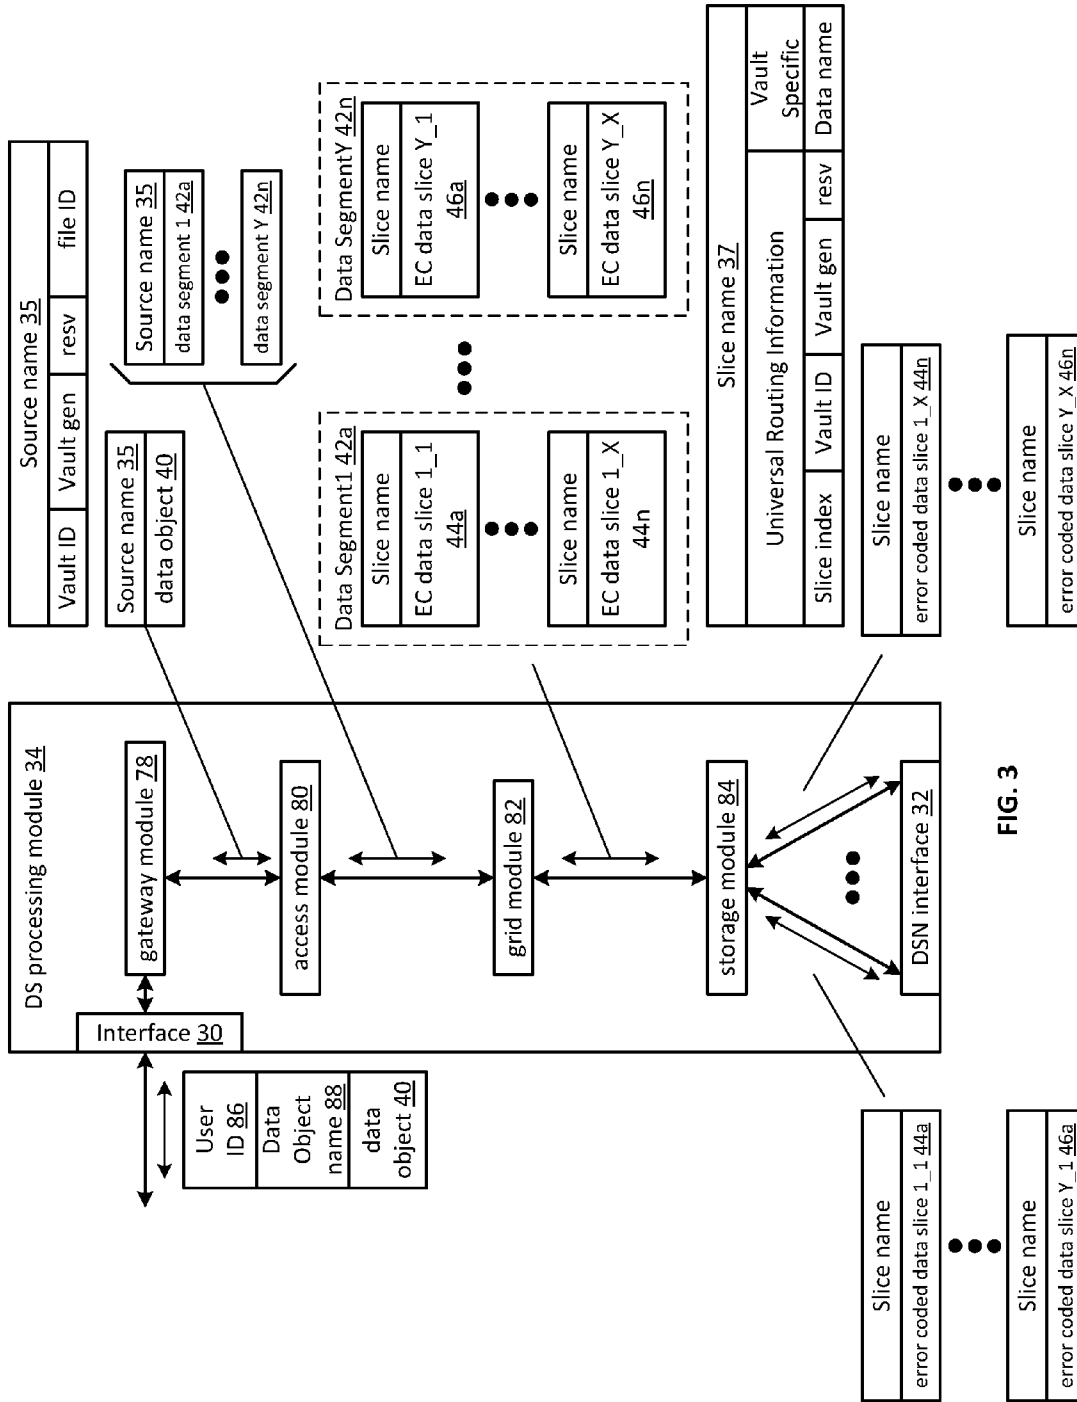 DS processing module 34
Interface 30
gateway module 78
access module 80
grid module 82
storage module 84
DSN interface 32
User
ID 86
Data
Object
name 88
data
object 40
Source name 35
Vault ID
Vault gen
resv
file ID
Source name 35
data object 40
Source name 35
data segment 1 42a
data segment Y 42n
Data Segment1 42a
Slice name
EC data slice 1_1
44a
Slice name
EC data slice 1_X
44n
Data SegmentY 42n
Slice name
EC data slice Y_1
46a
Slice name
EC data slice Y_X
46n
Slice name 37
Universal Routing Information
Vault
Specific
Slice index
Vault ID
Vault gen
resv
Data name
Slice name
error coded data slice 1_1 44a
Slice name
error coded data slice Y_1 46a
Slice name
error coded data slice 1_X 44n
Slice name
error coded data slice Y_X 46n
FIG. 3